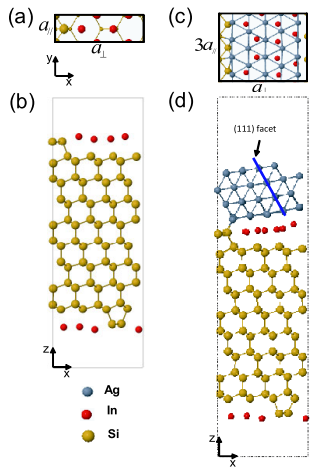 (a)
a//
a⊥
y
x
(b)
z
x
Ag
In
Si
(c)
3a//
a⊥
(d)
(111) facet
z
x